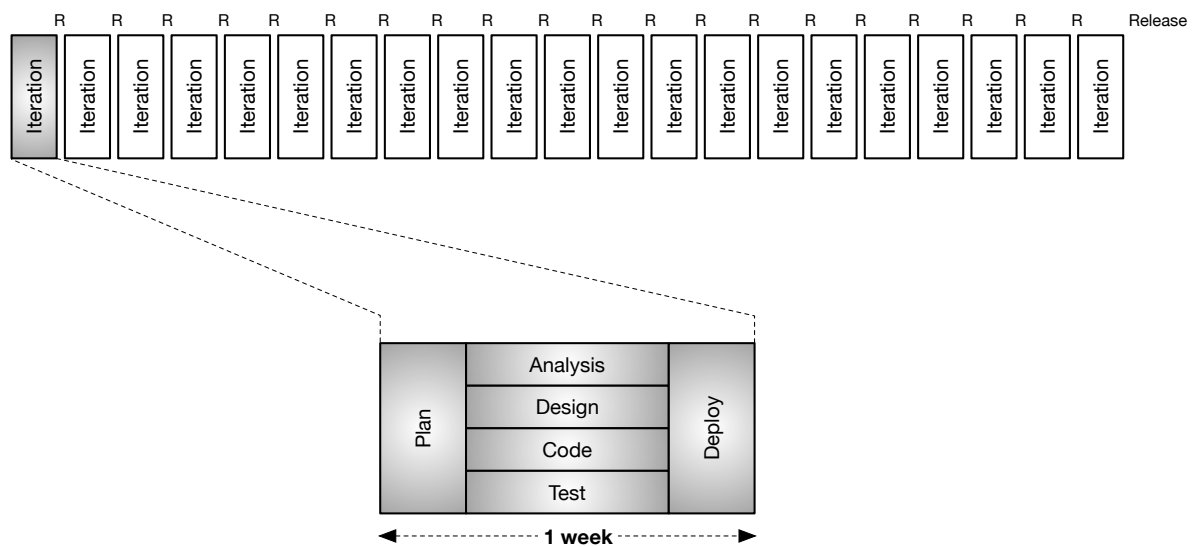 R R R R R R R R R R R R R R R R R R R R Release
Iteration Iteration Iteration Iteration Iteration Iteration Iteration Iteration Iteration Iteration Iteration Iteration Iteration Iteration Iteration Iteration Iteration Iteration Iteration Iteration Iteration
Plan
Analysis
Design
Code
Test
Deploy
1 week